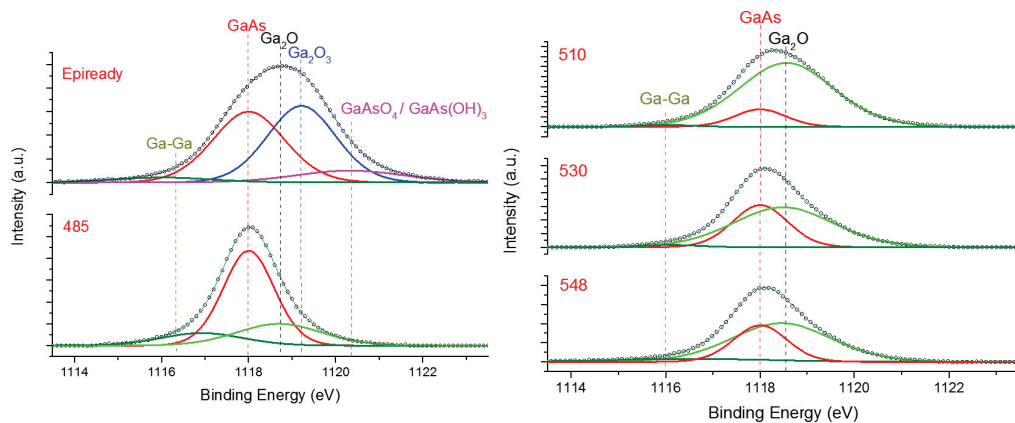 GaAs
Ga₂O
Ga₂O₃
Epiready
GaAsO₄ / GaAs(OH)₃
Ga-Ga
485
Intensity (a.u.)
1114 1116 1118 1120 1122
Binding Energy (eV)
GaAs
Ga₂O
510
Ga-Ga
530
548
Intensity (a.u.)
1114 1116 1118 1120 1122
Binding Energy (eV)